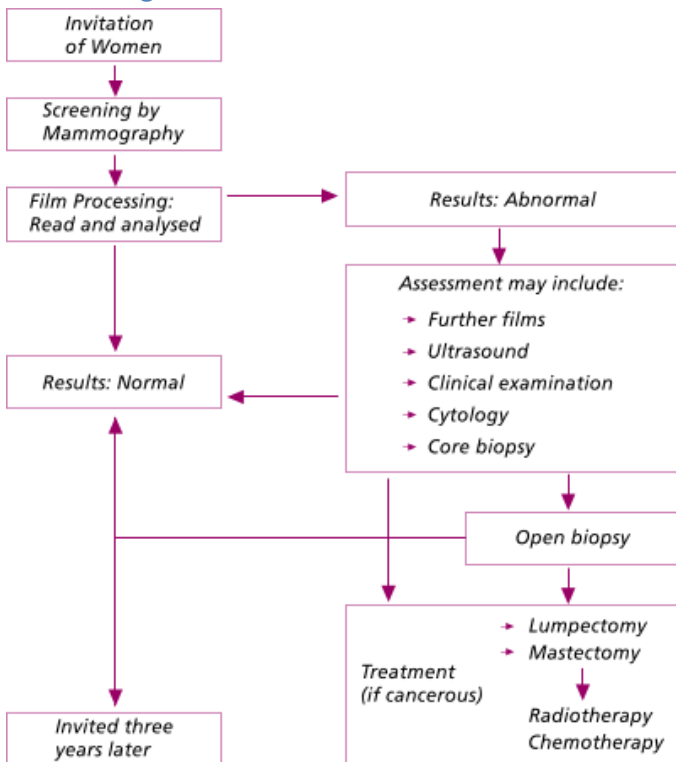 Invitation
of Women
Screening by
Mammography
Film Processing:
Read and analysed
Results: Abnormal
Assessment may include:
Further films
Ultrasound
Clinical examination
Cytology
Core biopsy
Results: Normal
Open biopsy
Lumpectomy
Mastectomy
Treatment
(if cancerous)
Radiotherapy
Chemotherapy
Invited three
years later